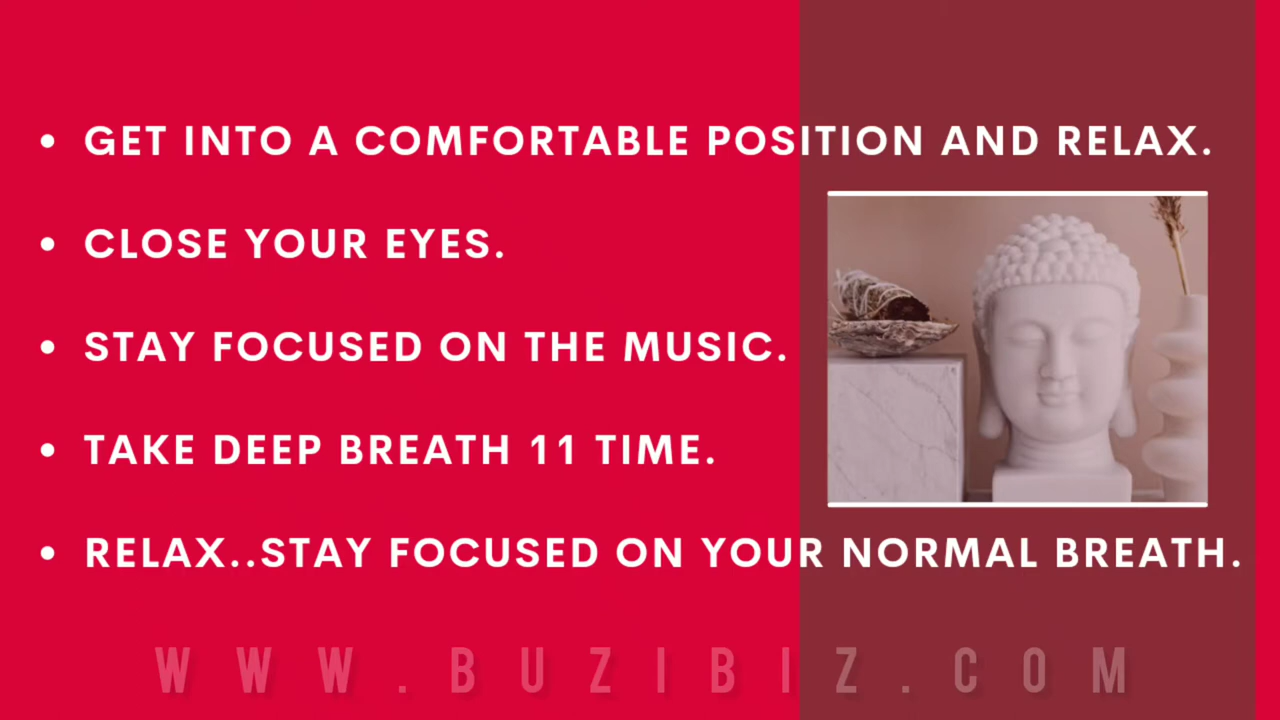 • GET INTO A COMFORTABLE POSITION AND RELAX.
• CLOSE YOUR EYES.
• STAY FOCUSED ON THE MUSIC.
• TAKE DEEP BREATH 11 TIME.
• RELAX..STAY FOCUSED ON YOUR NORMAL BREATH.
WWW.BUZIBIZ.COM